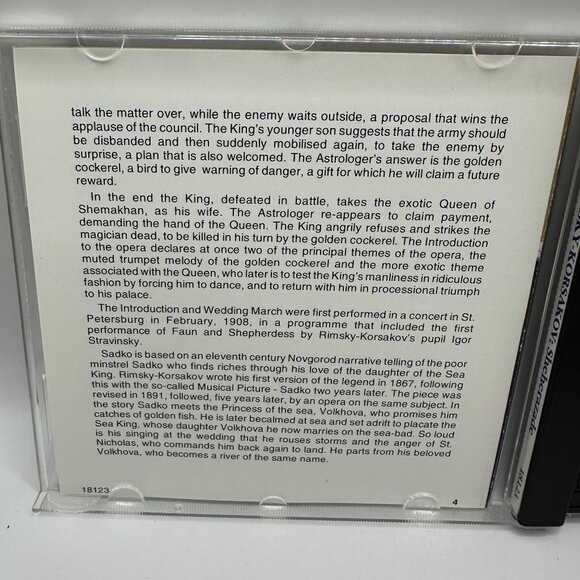 talk the matter over, while the enemy waits outside, a proposal that wins the
applause of the council. The King's younger son suggests that the army should
be disbanded and then suddenly mobilised again, to take the enemy by
surprise, a plan that is also welcomed. The Astrologer's answer is the golden
cockerel, a bird to give warning of danger, a gift for which he will claim a future
reward.
In the end the King, defeated in battle, takes the exotic Queen of
Shemakhan, as his wife. The Astrologer re-appears to claim payment,
demanding the hand of the Queen. The King angrily refuses and strikes the
magician dead, to be killed in his turn by the golden cockerel. The Introduction
to the opera declares at once two of the principal themes of the opera, the
muted trumpet melody of the golden cockerel and the more exotic theme
associated with the Queen, who later is to test the King's manliness in ridiculous
fashion by forcing him to dance, and to return with him in processional triumph
to his palace.
The Introduction and Wedding March were first performed in a concert in St.
Petersburg in February, 1908, in a programme that included the first
performance of Faun and Shepherdess by Rimsky-Korsakov's pupil Igor
Stravinsky.
Sadko is based on an eleventh century Novgorod narrative telling of the poor
minstrel Sadko who finds riches through his love of the daughter of the Sea
King. Rimsky-Korsakov wrote his first version of the legend in 1867, following
this with the so-called Musical Picture - Sadko two years later. The piece was
revised in 1891, followed, five years later, by an opera on the same subject. In
the story Sadko meets the Princess of the sea, Volkhova, who promises him
catches of golden fish. He is later becalmed at sea and set adrift to placate the
Sea King, whose daughter Volkhova he now marries on the sea-bad. So loud
is his singing at the wedding that he rouses storms and the anger of St.
Nicholas, who commands him back again to land. He parts from his beloved
Volkhova, who becomes a river of the same name.
18123
4
KY-KORSAKOV: Sheherazade
18123